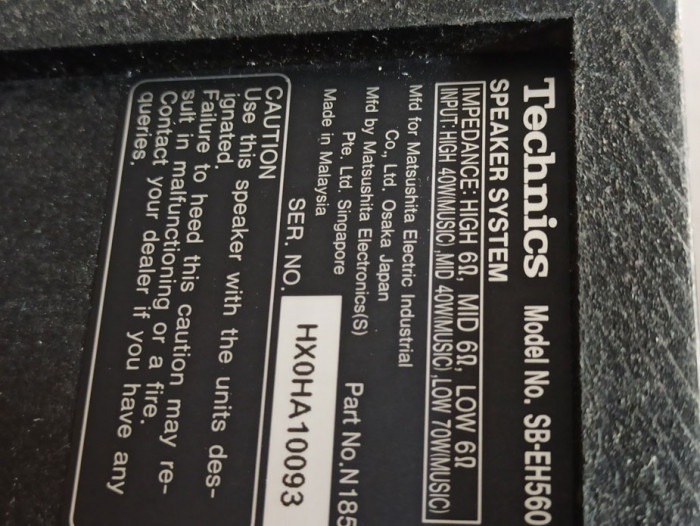 Technics Model No. SB-EH560
SPEAKER SYSTEM
IMPEDANCE: HIGH 6Ω, MID 6Ω, LOW 6Ω
INPUT: HIGH 40W(MUSIC), MID 40W(MUSIC), LOW 70W(MUSIC)
Mfd for Matsushita Electric Industrial
Co., Ltd. Osaka Japan
Mfd by Matsushita Electronics(S)
Pte. Ltd. Singapore
Made in Malaysia
Part No.N185
SER. NO. HX0HA10093
CAUTION
Use this speaker with the units des-
ignated.
Failure to heed this caution may re-
sult in malfunctioning or a fire.
Contact your dealer if you have any
queries.